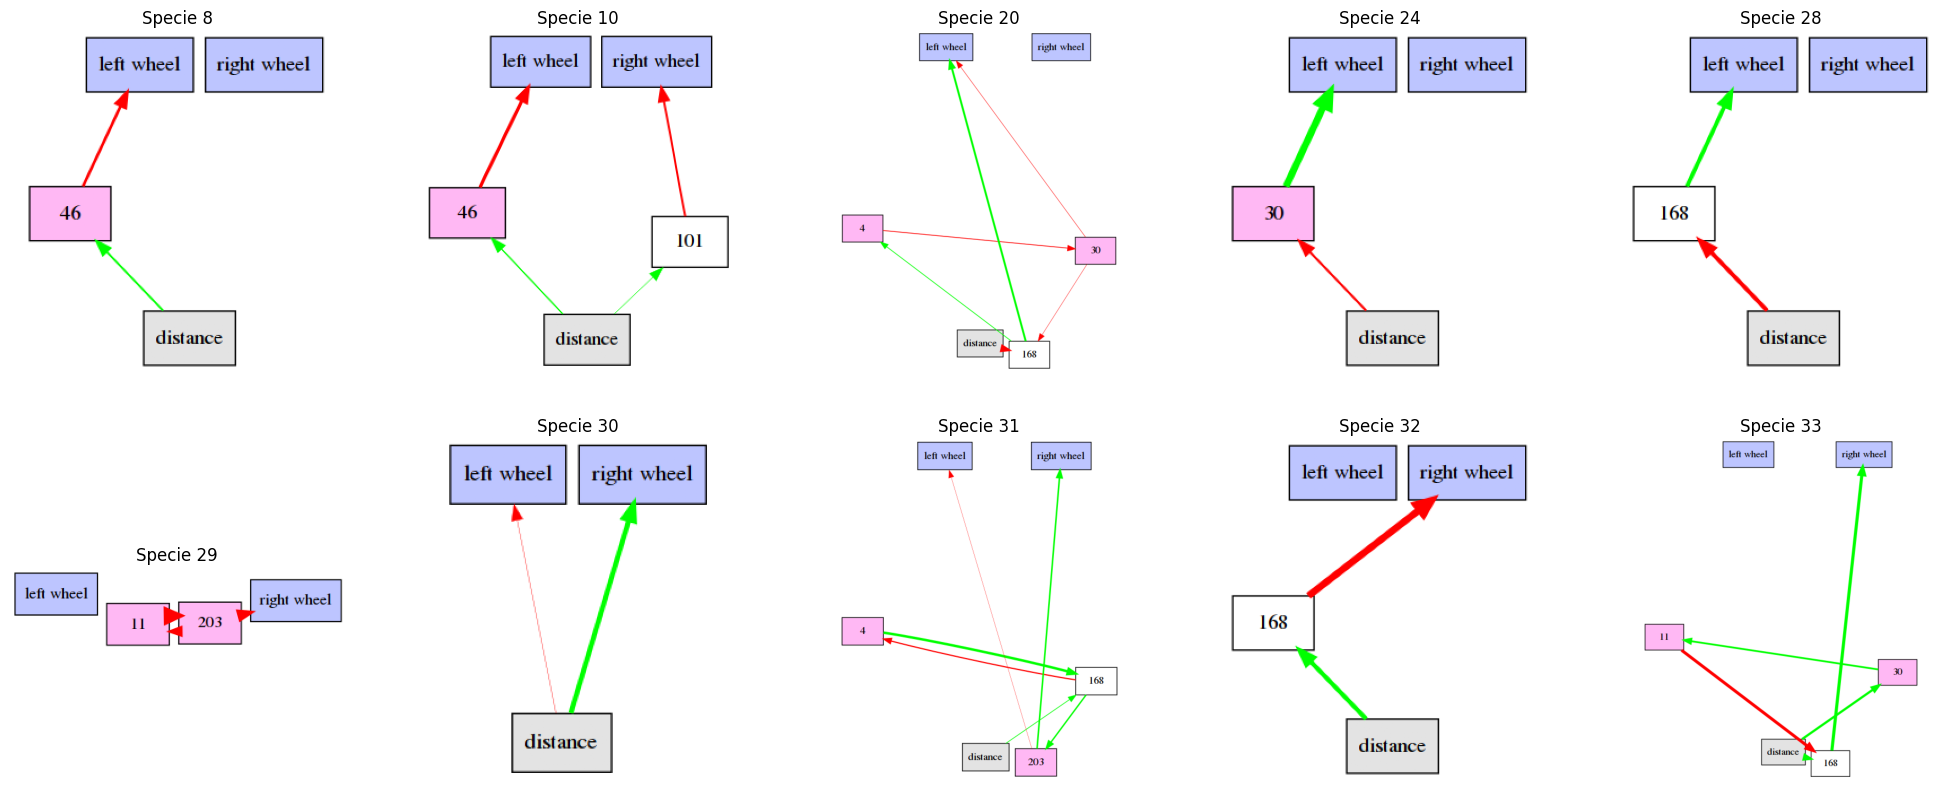 Specie 8
left wheel
right wheel
46
distance
Specie 10
left wheel
right wheel
46
101
distance
Specie 20
left wheel
right wheel
4
30
distance
168
Specie 24
left wheel
right wheel
30
distance
Specie 28
left wheel
right wheel
168
distance
Specie 29
left wheel
11
203
right wheel
Specie 30
left wheel
right wheel
distance
Specie 31
left wheel
right wheel
4
168
distance
203
Specie 32
left wheel
right wheel
168
distance
Specie 33
left wheel
right wheel
11
30
distance
168